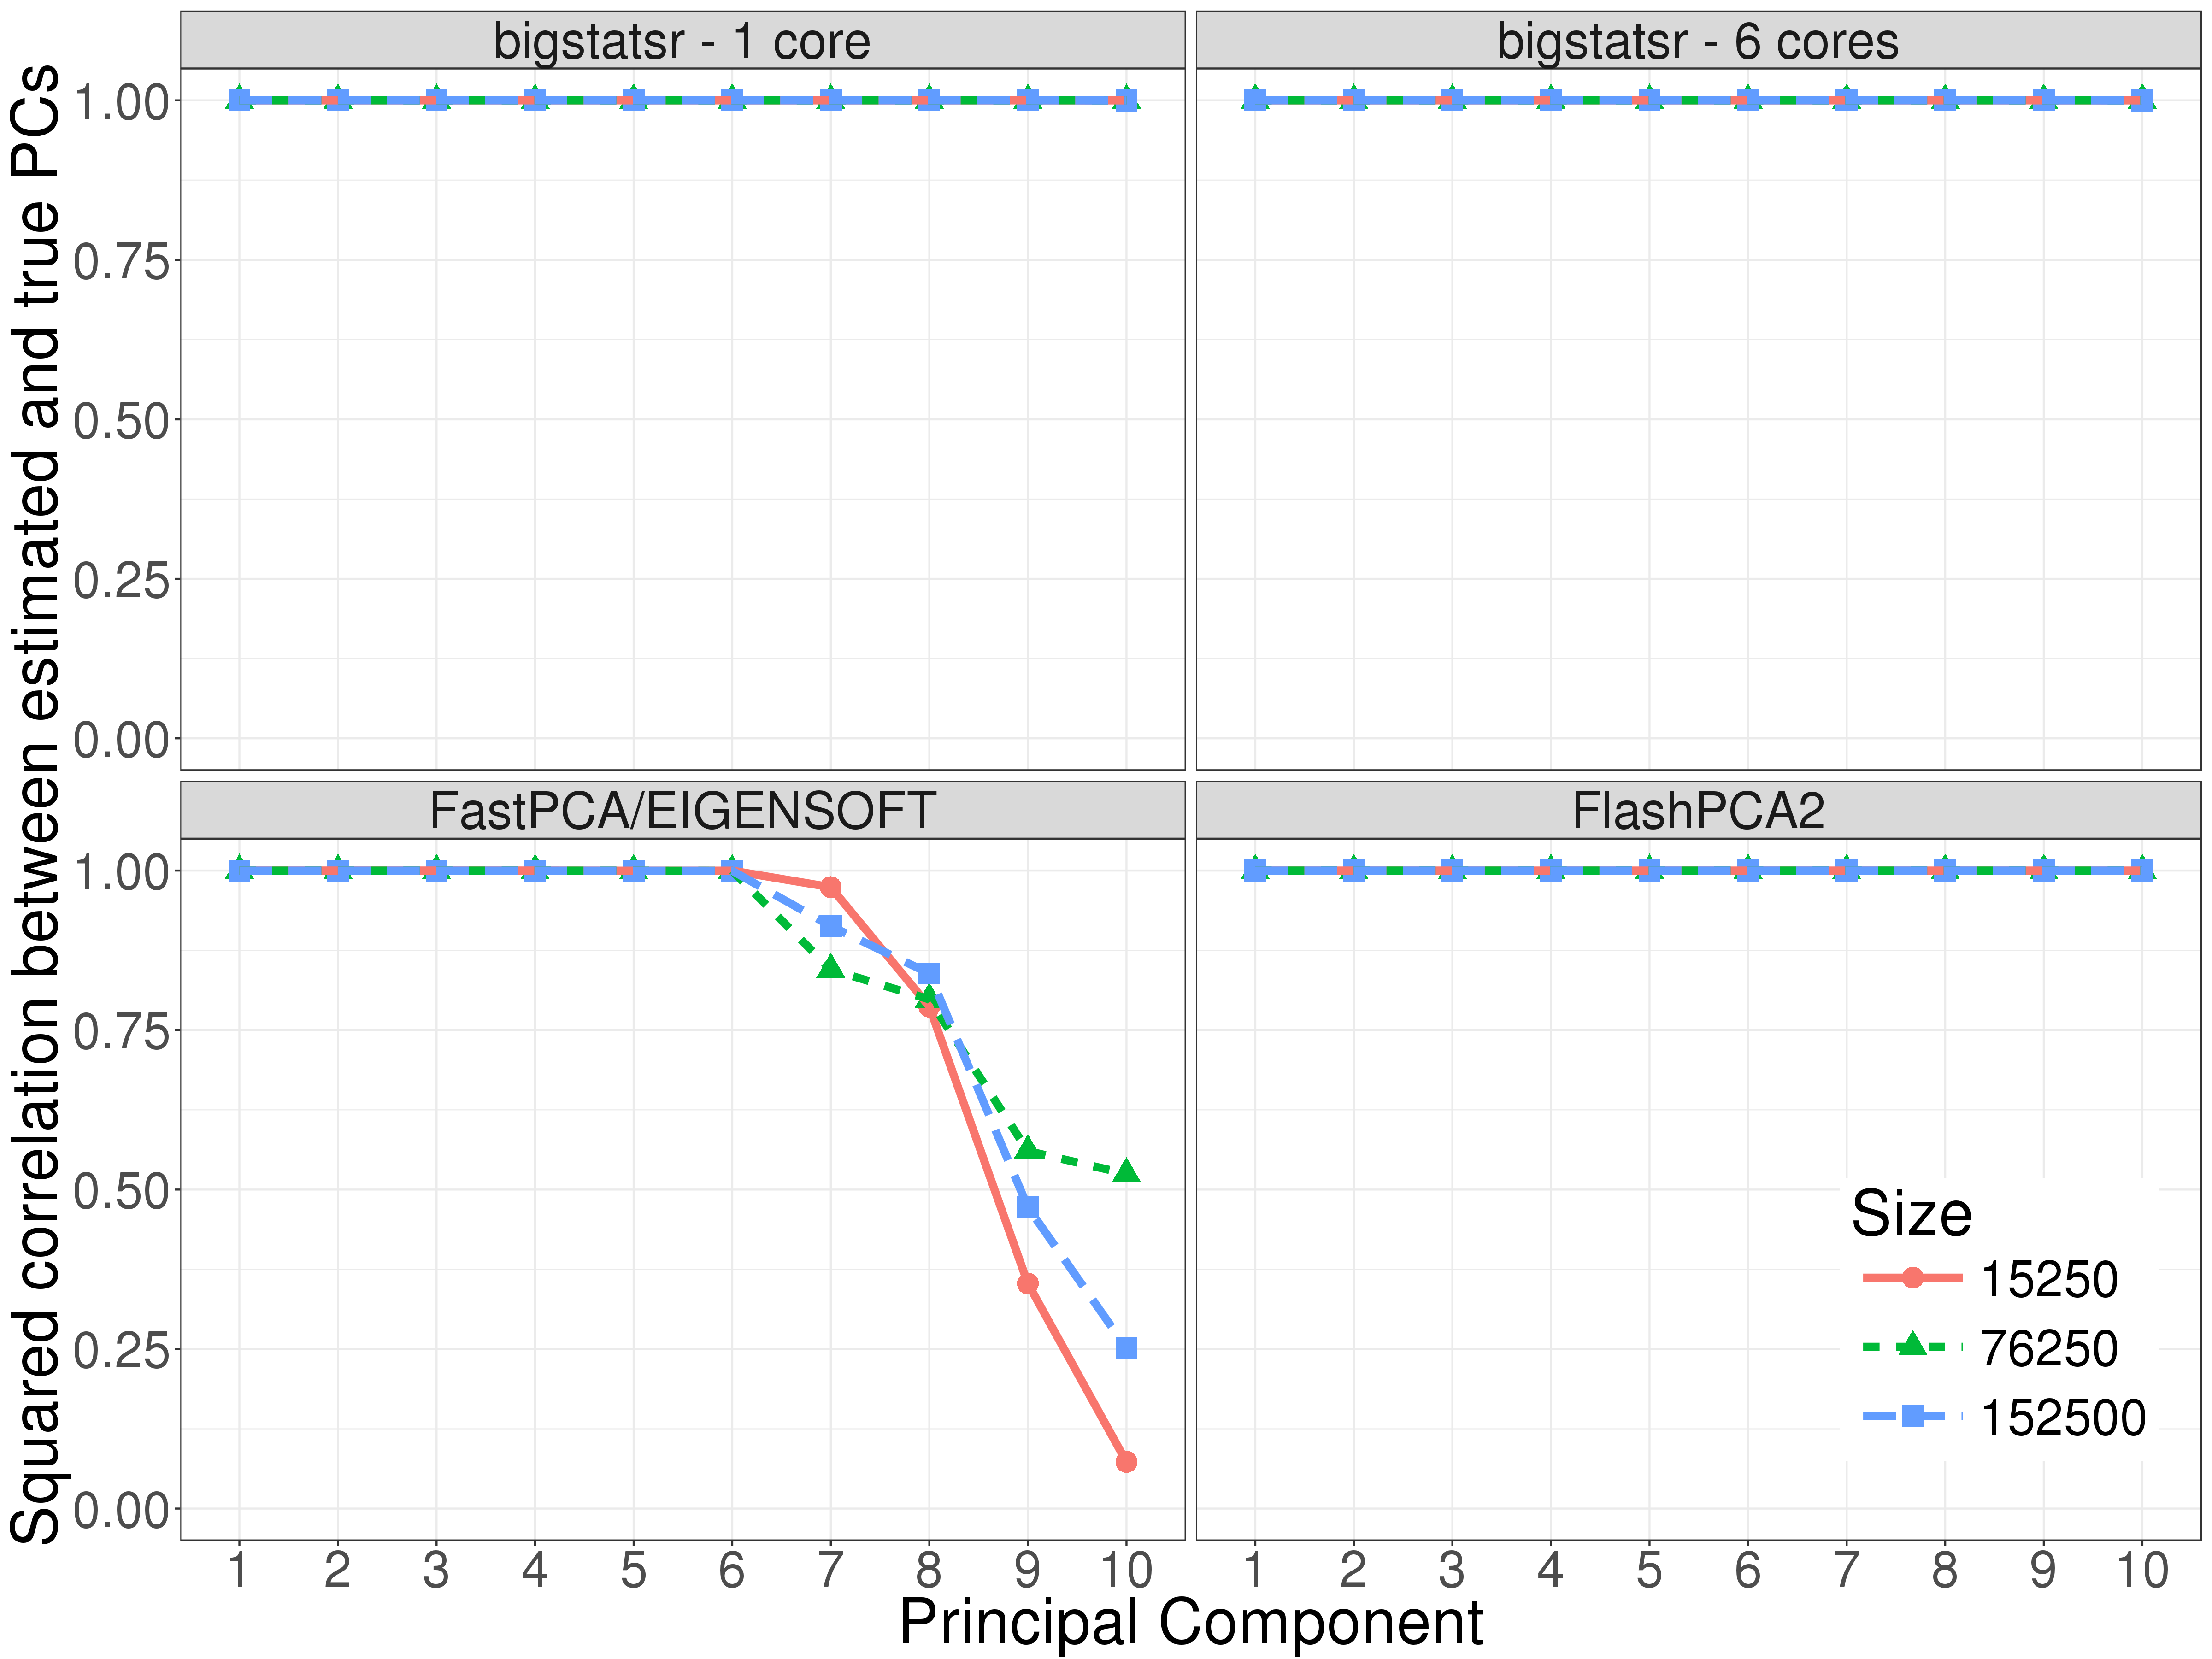 bigstatsr - 1 core
bigstatsr - 6 cores
Squared correlation between estimated and true PCs
1.00
0.75
0.50
0.25
0.00
FastPCA/EIGENSOFT
FlashPCA2
1.00
0.75
0.50
0.25
0.00
Size
15250
76250
152500
1 2 3 4 5 6 7 8 9 10
1 2 3 4 5 6 7 8 9 10
Principal Component